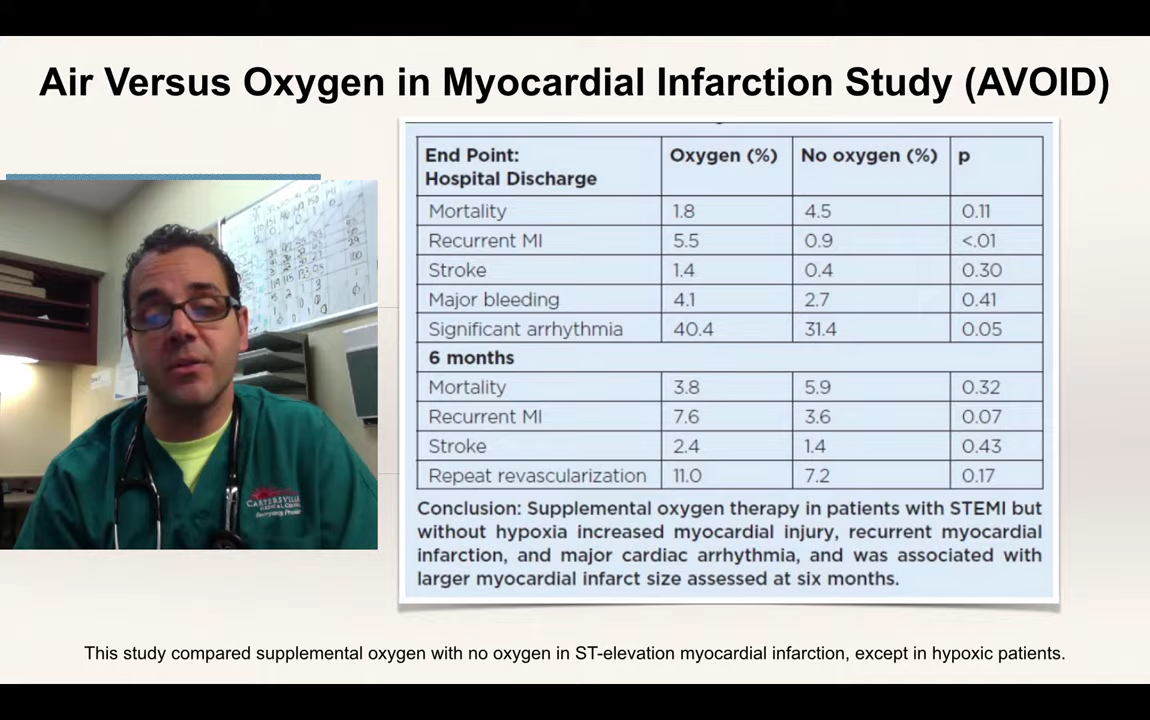 Air Versus Oxygen in Myocardial Infarction Study (AVOID)
End Point: Hospital Discharge Oxygen (%) No oxygen (%) p
Mortality 1.8 4.5 0.11
Recurrent MI 5.5 0.9 <.01
Stroke 1.4 0.4 0.30
Major bleeding 4.1 2.7 0.41
Significant arrhythmia 40.4 31.4 0.05
6 months
Mortality 3.8 5.9 0.32
Recurrent MI 7.6 3.6 0.07
Stroke 2.4 1.4 0.43
Repeat revascularization 11.0 7.2 0.17
Conclusion: Supplemental oxygen therapy in patients with STEMI but
without hypoxia increased myocardial injury, recurrent myocardial
infarction, and major cardiac arrhythmia, and was associated with
larger myocardial infarct size assessed at six months.
CARTERSVILLE
This study compared supplemental oxygen with no oxygen in ST-elevation myocardial infarction, except in hypoxic patients.